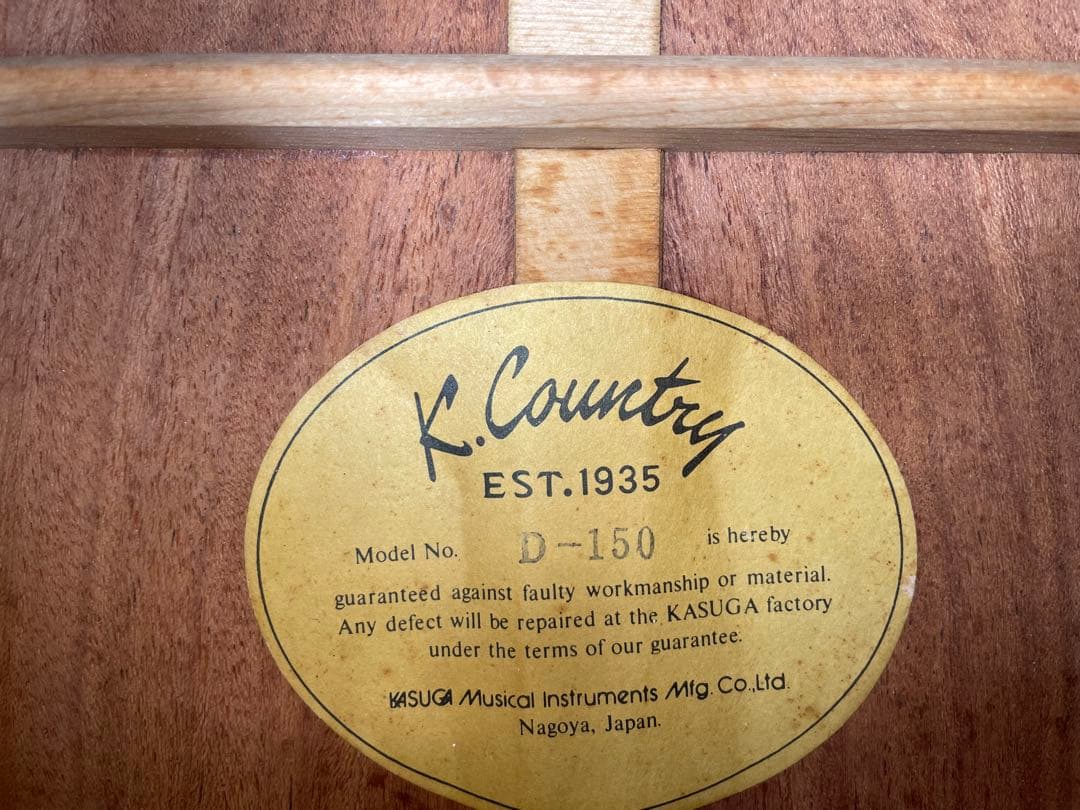 K. Country
EST. 1935
Model No. D-150 is hereby
guaranteed against faulty workmanship or material.
Any defect will be repaired at the KASUGA factory
under the terms of our guarantee.
KASUGA Musical Instruments Mfg. Co.,Ltd.
Nagoya, Japan.